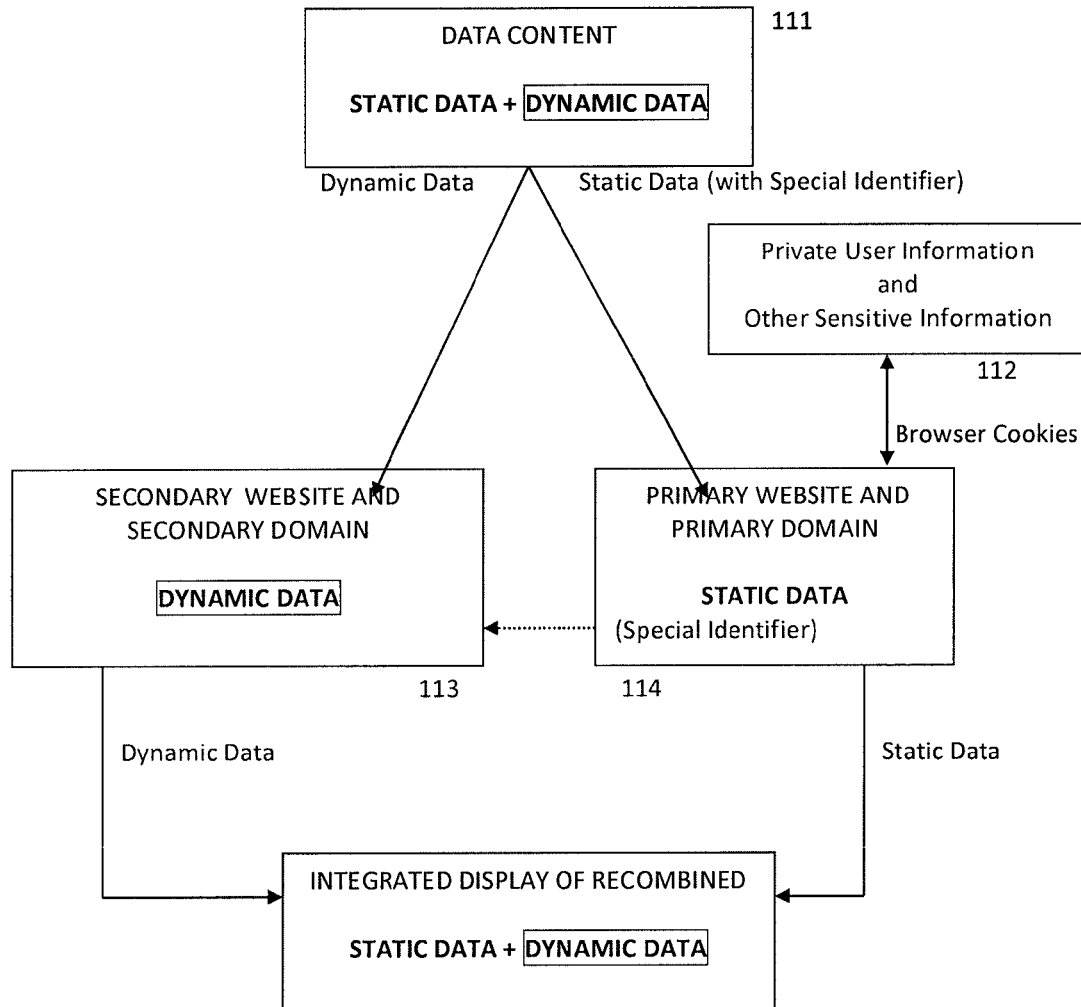 111
DATA CONTENT
STATIC DATA + DYNAMIC DATA
Dynamic Data
Static Data (with Special Identifier)
Private User Information
and
Other Sensitive Information
112
Browser Cookies
SECONDARY WEBSITE AND
SECONDARY DOMAIN
DYNAMIC DATA
PRIMARY WEBSITE AND
PRIMARY DOMAIN
STATIC DATA
(Special Identifier)
113
114
Dynamic Data
Static Data
INTEGRATED DISPLAY OF RECOMBINED
STATIC DATA + DYNAMIC DATA